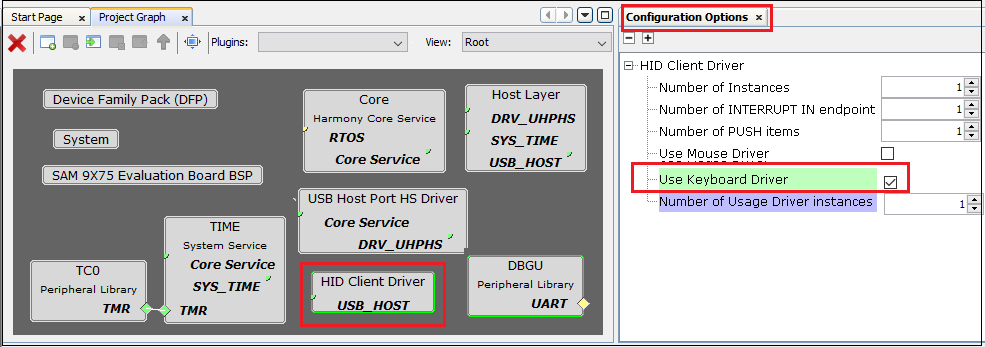 Start Page
Project Graph
Plugins:
View:
Root
Device Family Pack (DFP)
System
SAM 9X75 Evaluation Board BSP
Core
Harmony Core Service
RTOS
Core Service
Host Layer
DRV_UHPHS
SYS_TIME
USB_HOST
USB Host Port HS Driver
Core Service
DRV_UHPHS
TIME
System Service
Core Service
SYS_TIME
TMR
TC0
Peripheral Library
TMR
HID Client Driver
USB_HOST
DBGU
Peripheral Library
UART
Configuration Options
HID Client Driver
Number of Instances 1
Number of INTERRUPT IN endpoint 1
Number of PUSH items 1
Use Mouse Driver
Use Keyboard Driver
Number of Usage Driver instances 1